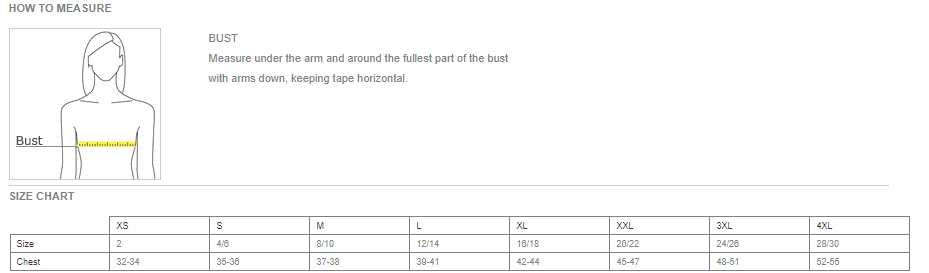 HOW TO MEASURE
BUST
Measure under the arm and around the fullest part of the bust
with arms down, keeping tape horizontal.
Bust
SIZE CHART
XS S M L XL XXL 3XL 4XL
Size 2 4/6 8/10 12/14 16/18 20/22 24/26 28/30
Chest 32-34 35-36 37-38 39-41 42-44 45-47 48-51 52-55